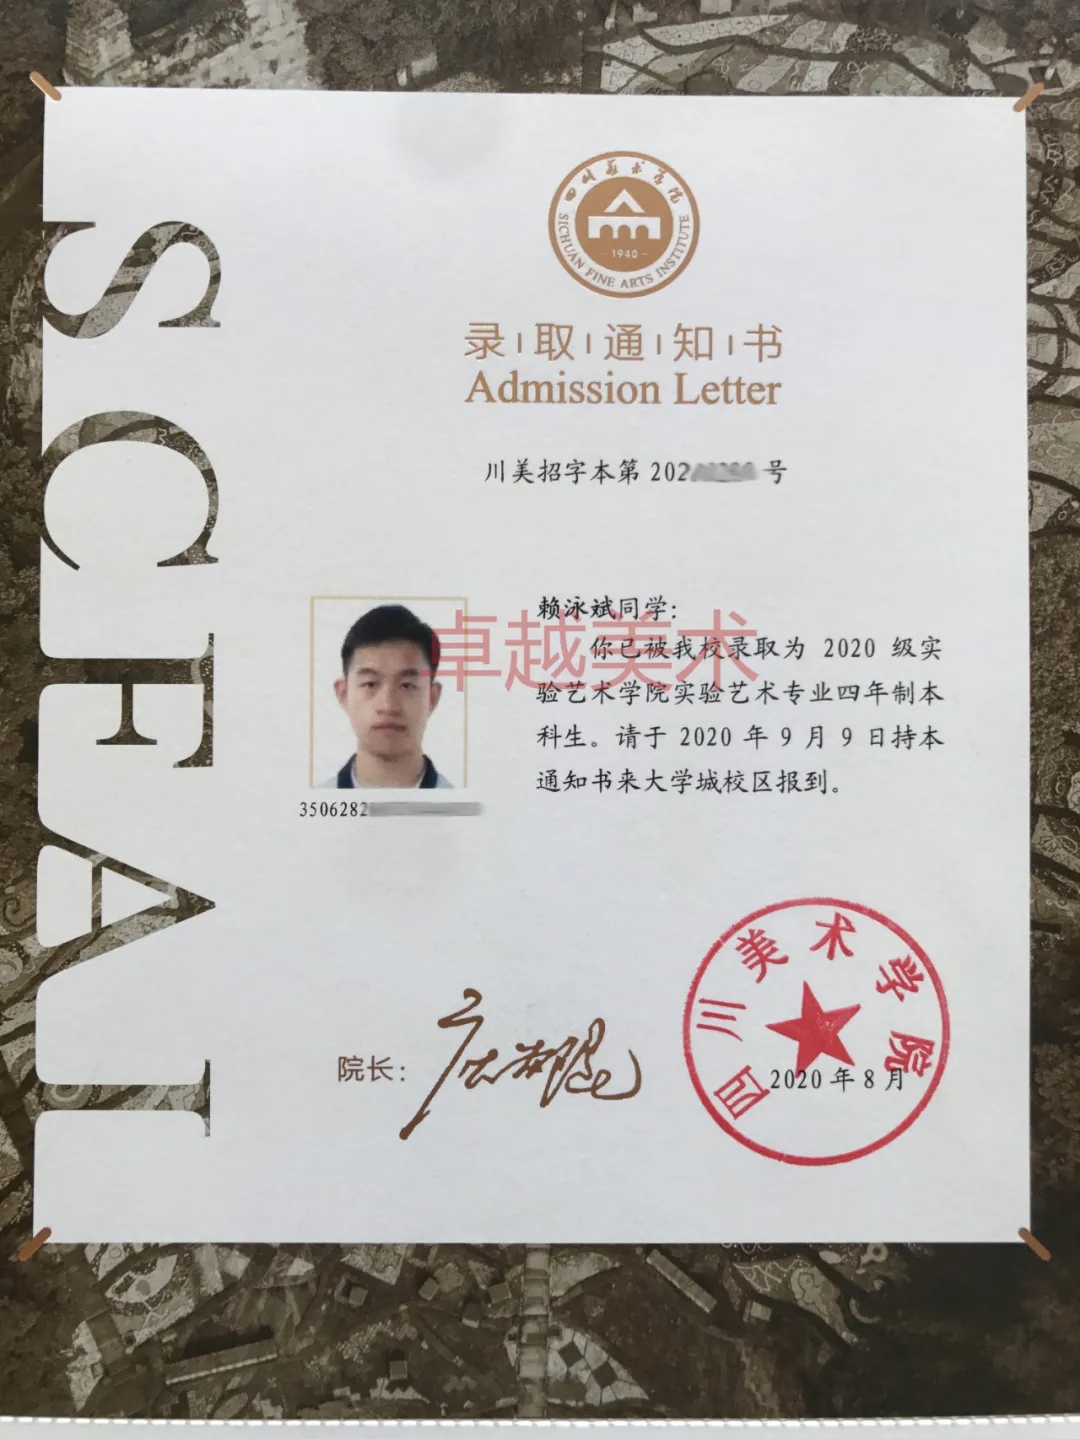 SCFAI
四川美术学院
SICHUAN FINE ARTS INSTITUTE
1940
录取通知书
Admission Letter
川美招字本第 202 号
赖泳斌同学：
你已被我校录取为 2020 级实
验艺术学院实验艺术专业四年制本
科生。请于 2020 年 9 月 9 日持本
通知书来大学城校区报到。
卓越美术
3506282
院长：
四川美术学院
2020 年 8 月